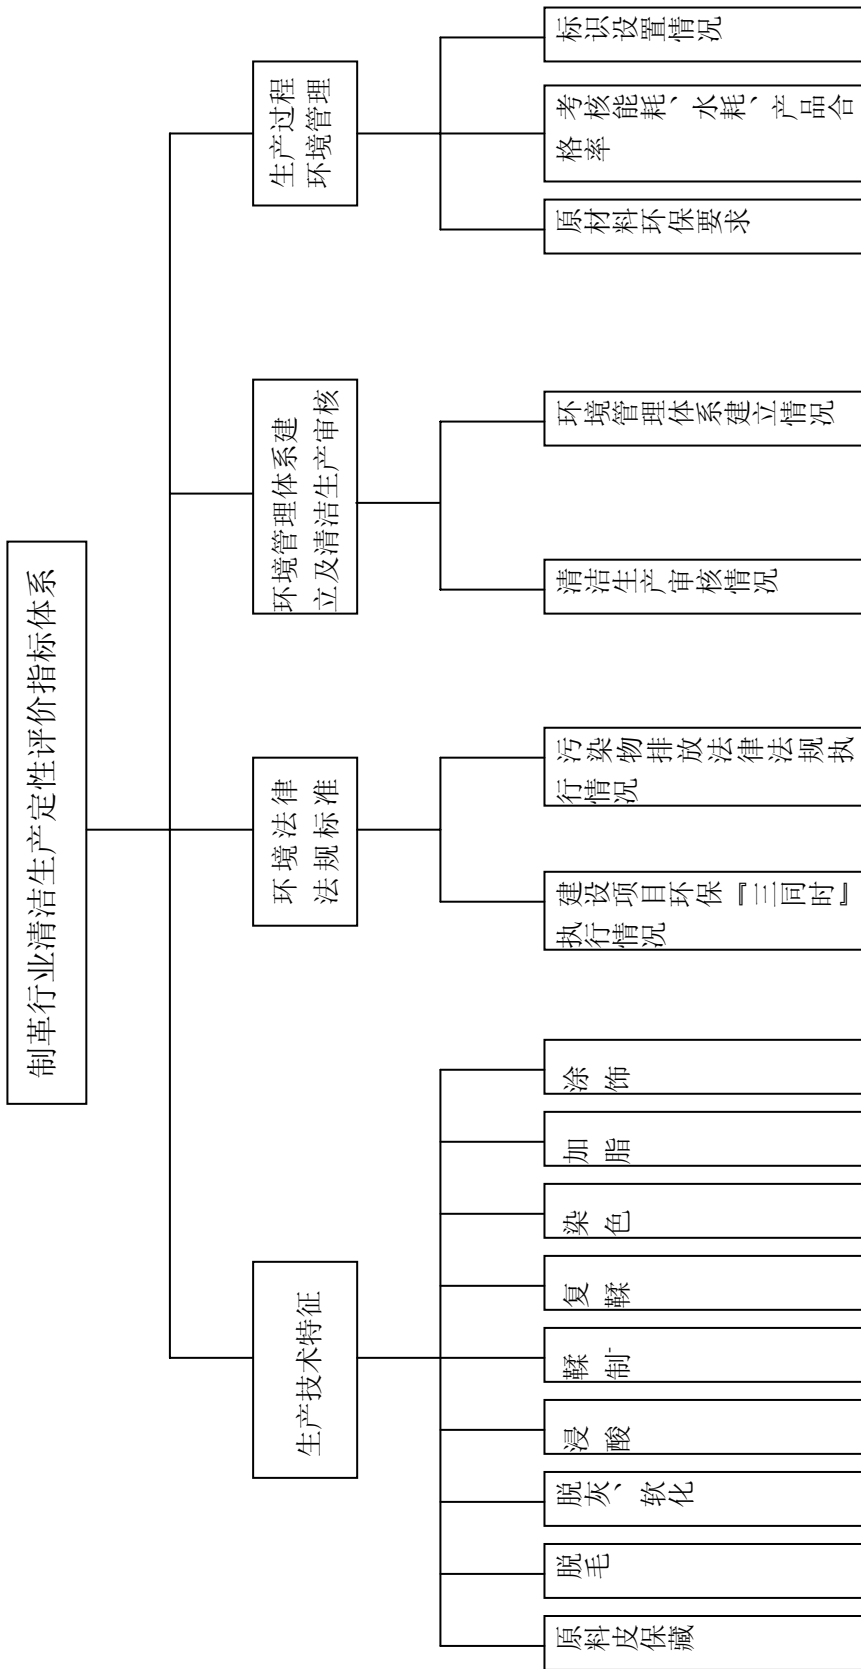 制革行业清洁生产定性评价指标体系
生产技术特征
环境法律
法规标准
环境管理体系建
立及清洁生产审核
生产过程
环境管理
原料皮保藏
脱毛
脱灰、软化
浸酸
鞣制
复鞣
染色
加脂
涂饰
建设项目环保『三同时』
执行情况
污染物排放法律法规执
行情况
清洁生产审核情况
环境管理体系建立情况
原材料环保要求
考核能耗、水耗、产品合
格率
标识设置情况